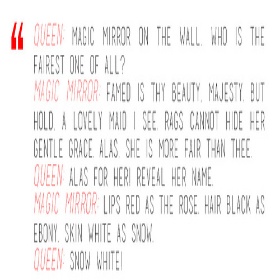 “ QUEEN: MAGIC MIRROR ON THE WALL, WHO IS THE
FAIREST ONE OF ALL?
MAGIC MIRROR: FAMED IS THY BEAUTY, MAJESTY. BUT
HOLD, A LOVELY MAID I SEE. RAGS CANNOT HIDE HER
GENTLE GRACE. ALAS, SHE IS MORE FAIR THAN THEE.
QUEEN: ALAS FOR HER! REVEAL HER NAME.
MAGIC MIRROR: LIPS RED AS THE ROSE. HAIR BLACK AS
EBONY. SKIN WHITE AS SNOW.
QUEEN: SNOW WHITE!